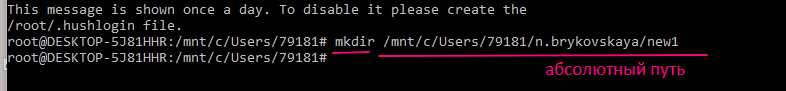 This message is shown once a day. To disable it please create the
/root/.hushlogin file.
root@DESKTOP-5J81HHR:/mnt/c/Users/79181# mkdir /mnt/c/Users/79181/n.brykovskaya/new1
root@DESKTOP-5J81HHR:/mnt/c/Users/79181#
абсолютный путь